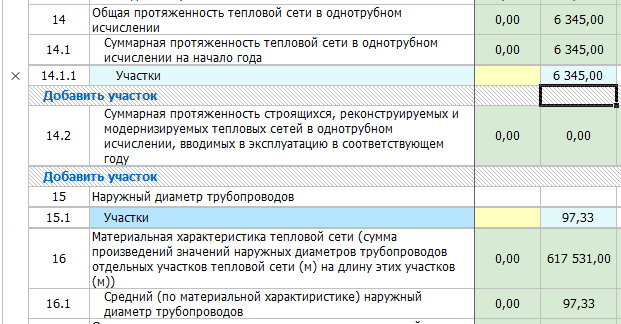 14 Общая протяженность тепловой сети в однотрубном
исчислении 0,00 6 345,00
14.1 Суммарная протяженность тепловой сети в однотрубном
исчислении на начало года 0,00 6 345,00
× 14.1.1 Участки 6 345,00
Добавить участок
14.2 Суммарная протяженность строящихся, реконструируемых и
модернизируемых тепловых сетей в однотрубном
исчислении, вводимых в эксплуатацию в соответствующем
году 0,00 0,00
Добавить участок
15 Наружный диаметр трубопроводов
15.1 Участки 97,33
16 Материальная характеристика тепловой сети (сумма
произведений значений наружных диаметров трубопроводов
отдельных участков тепловой сети (м) на длину этих участков
(м)) 0,00 617 531,00
16.1 Средний (по материальной характиристике) наружный
диаметр трубопроводов 0,00 97,33